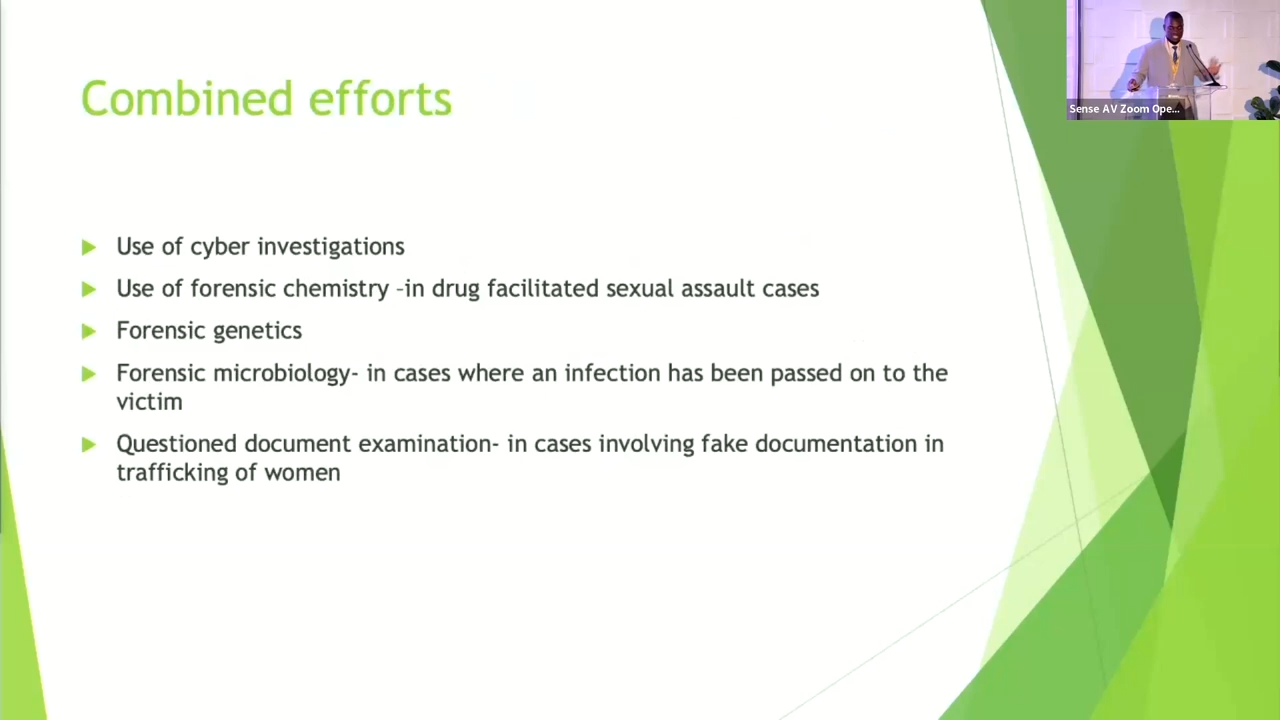 Combined efforts
Sense AV Zoom Ope...
Use of cyber investigations
Use of forensic chemistry –in drug facilitated sexual assault cases
Forensic genetics
Forensic microbiology- in cases where an infection has been passed on to the
victim
Questioned document examination- in cases involving fake documentation in
trafficking of women